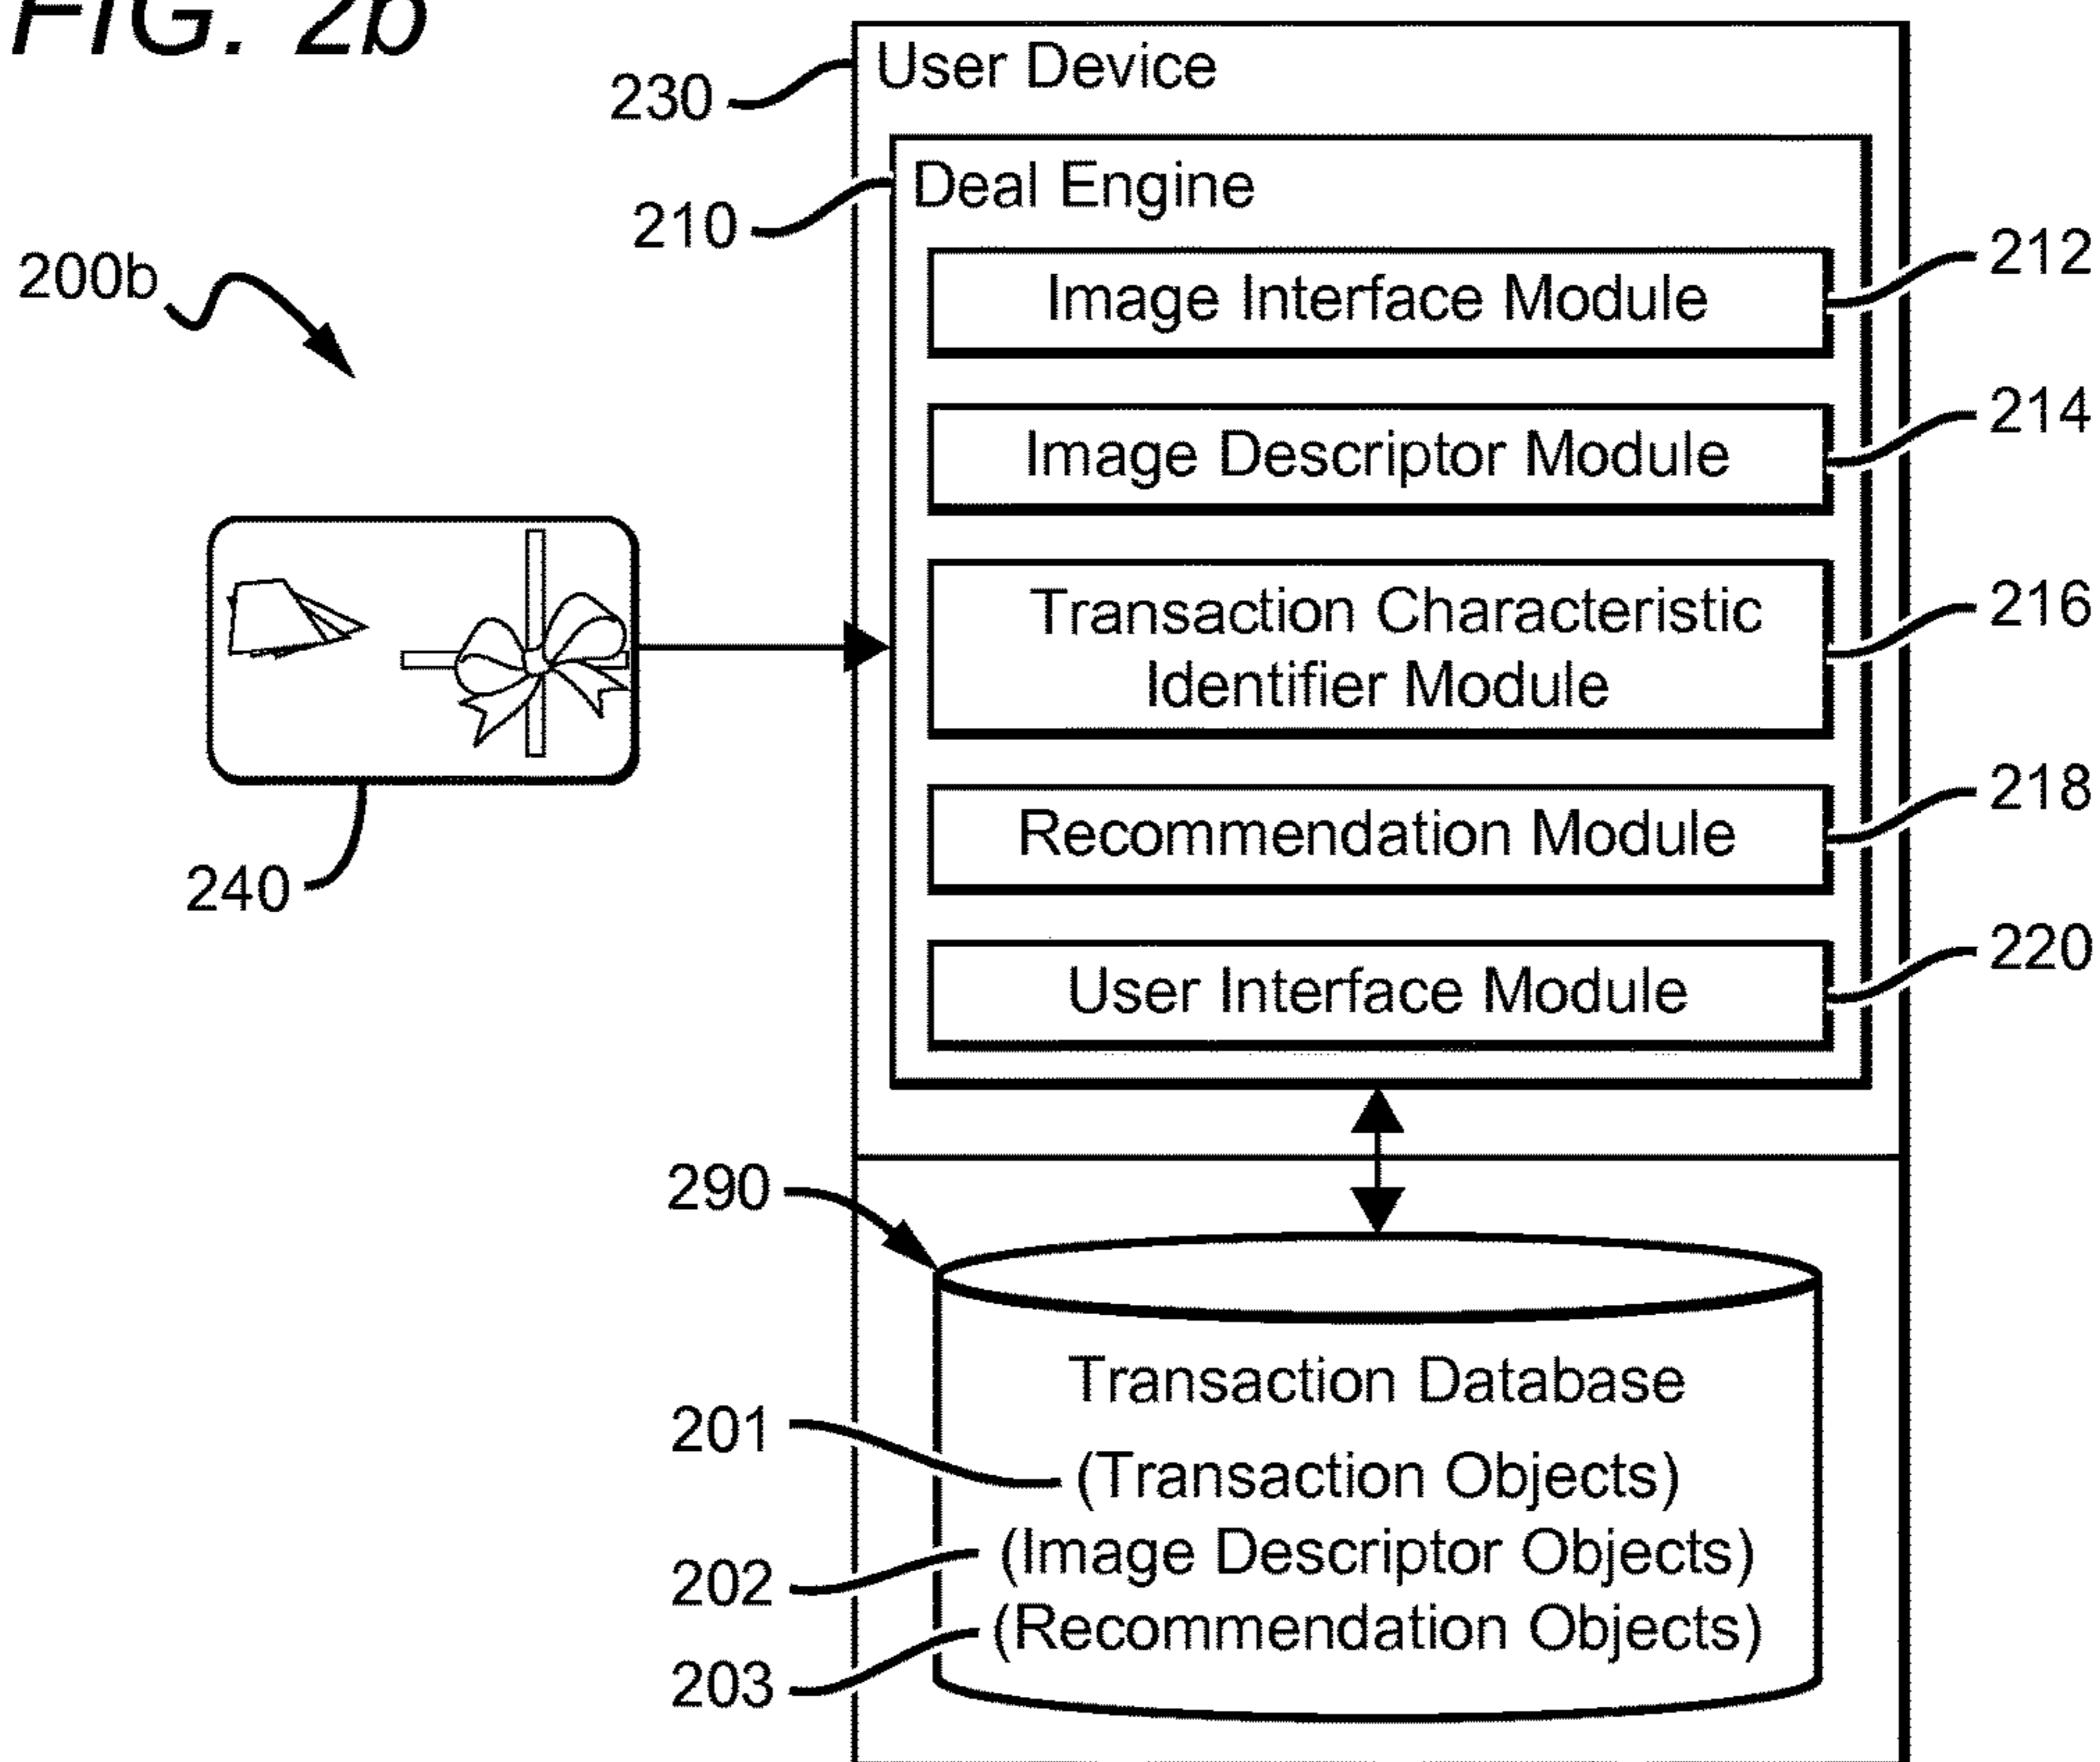 FIG. 2b
User Device
230
Deal Engine
210
200b
Image Interface Module
212
Image Descriptor Module
214
Transaction Characteristic
Identifier Module
216
Recommendation Module
218
240
User Interface Module
220
290
Transaction Database
201
(Transaction Objects)
(Image Descriptor Objects)
202
(Recommendation Objects)
203